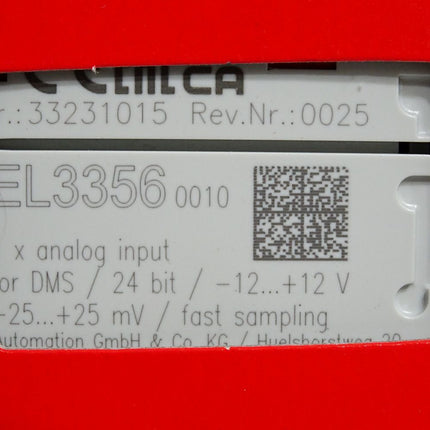 r.:33231015 Rev.Nr.:0025
EL3356 0010
x analog input
or DMS / 24 bit / -12...+12 V
-25...+25 mV / fast sampling
Automation GmbH & Co. KG / Huelshorstweg 20